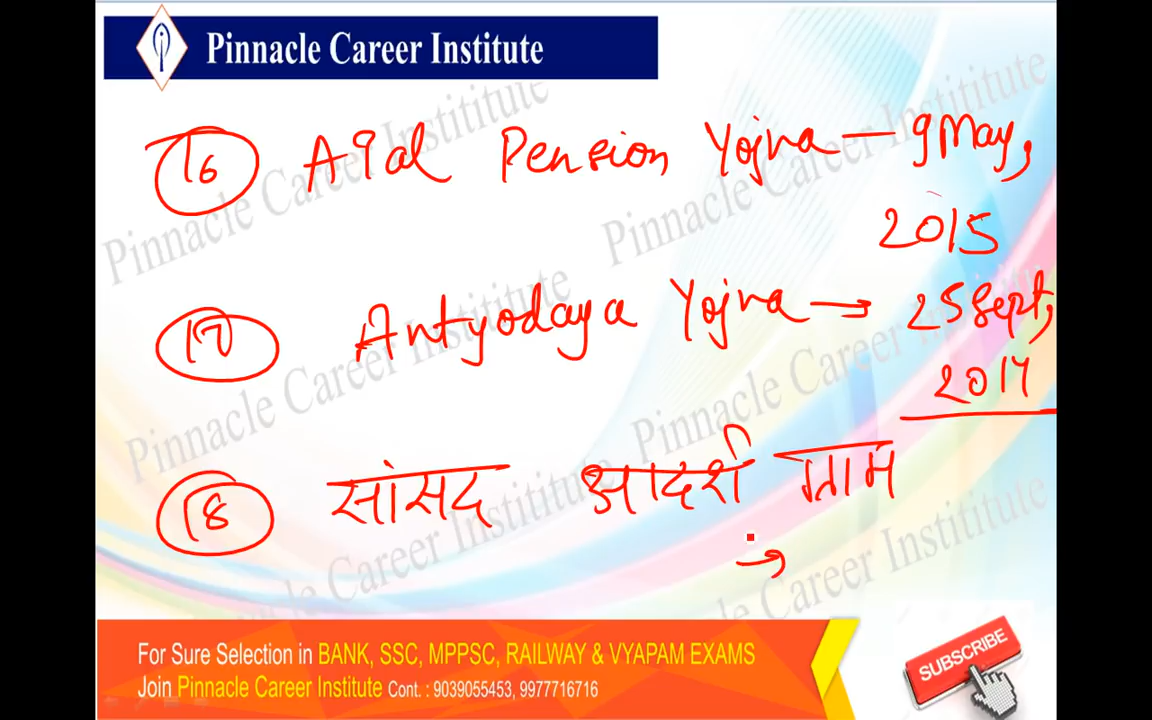 Pinnacle Career Institute
16 Atal Pension Yojna — 9 May,
2015
17 Antyodaya Yojna → 25 Sept,
2014
18 सांसद आदर्श ग्राम
→
For Sure Selection in BANK, SSC, MPPSC, RAILWAY & VYAPAM EXAMS
Join Pinnacle Career Institute Cont. : 9039055453, 9977716716
SUBSCRIBE